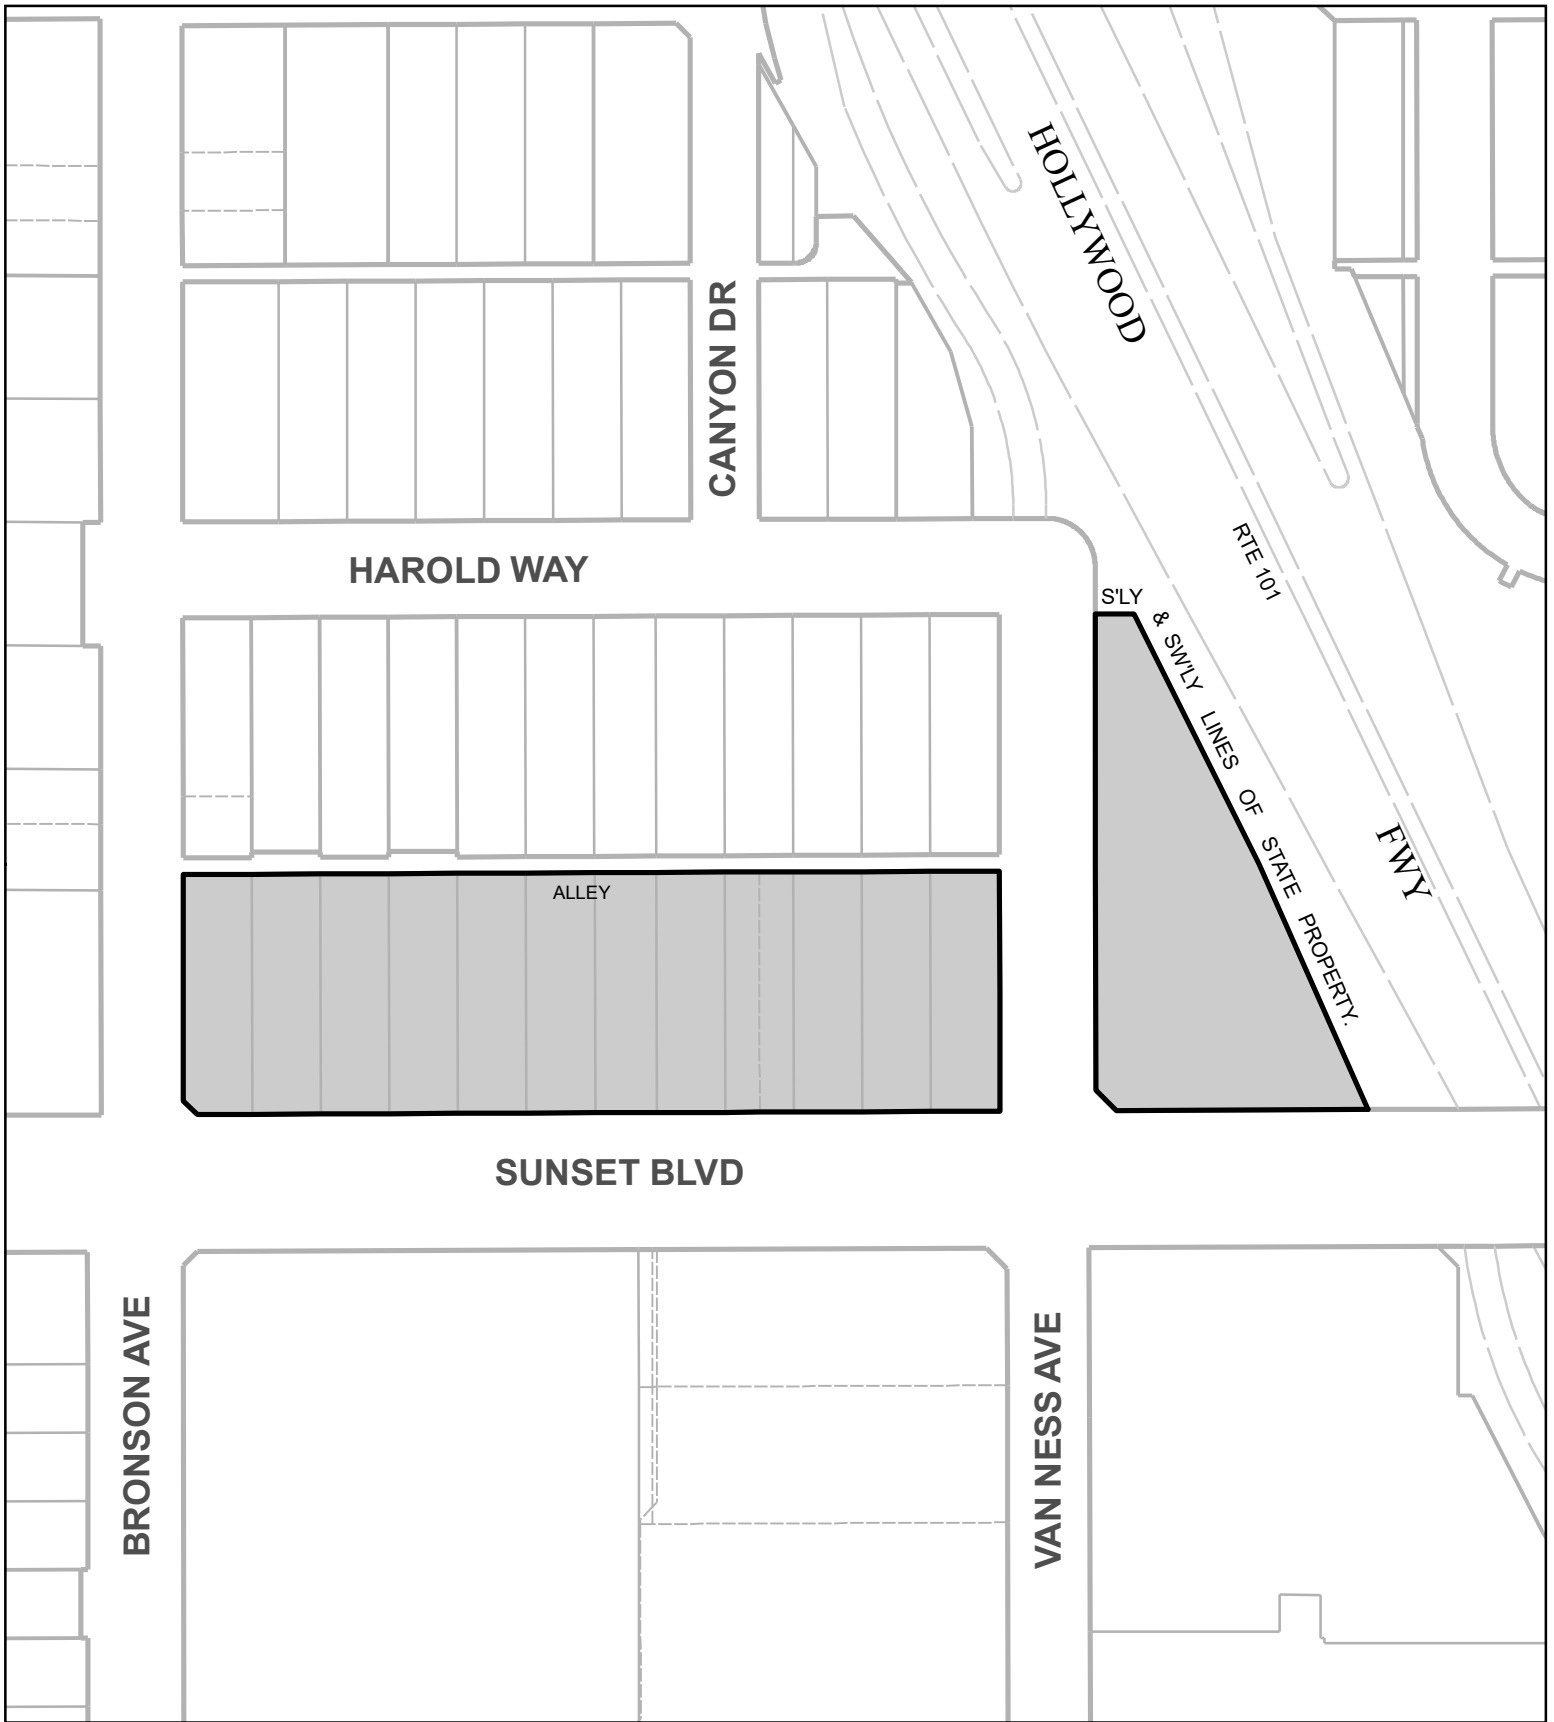 HOLLYWOOD
CANYON DR
RTE 101
HAROLD WAY
S'LY & SW'LY LINES OF STATE PROPERTY.
FWY
ALLEY
SUNSET BLVD
BRONSON AVE
VAN NESS AVE